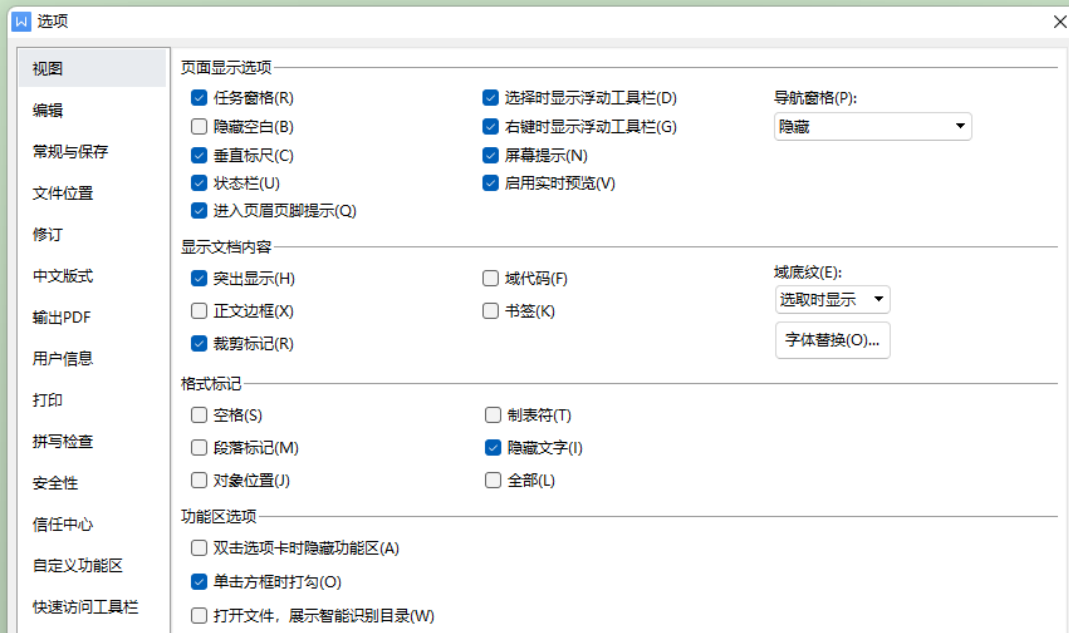 选项
视图
编辑
常规与保存
文件位置
修订
中文版式
输出PDF
用户信息
打印
拼写检查
安全性
信任中心
自定义功能区
快速访问工具栏
页面显示选项
任务窗格(R)
隐藏空白(B)
垂直标尺(C)
状态栏(U)
进入页眉页脚提示(Q)
选择时显示浮动工具栏(D)
右键时显示浮动工具栏(G)
屏幕提示(N)
启用实时预览(V)
导航窗格(P):
隐藏
显示文档内容
突出显示(H)
正文边框(X)
裁剪标记(R)
域代码(F)
书签(K)
域底纹(E):
选取时显示
字体替换(O)...
格式标记
空格(S)
段落标记(M)
对象位置(J)
制表符(T)
隐藏文字(I)
全部(L)
功能区选项
双击选项卡时隐藏功能区(A)
单击方框时打勾(O)
打开文件，展示智能识别目录(W)